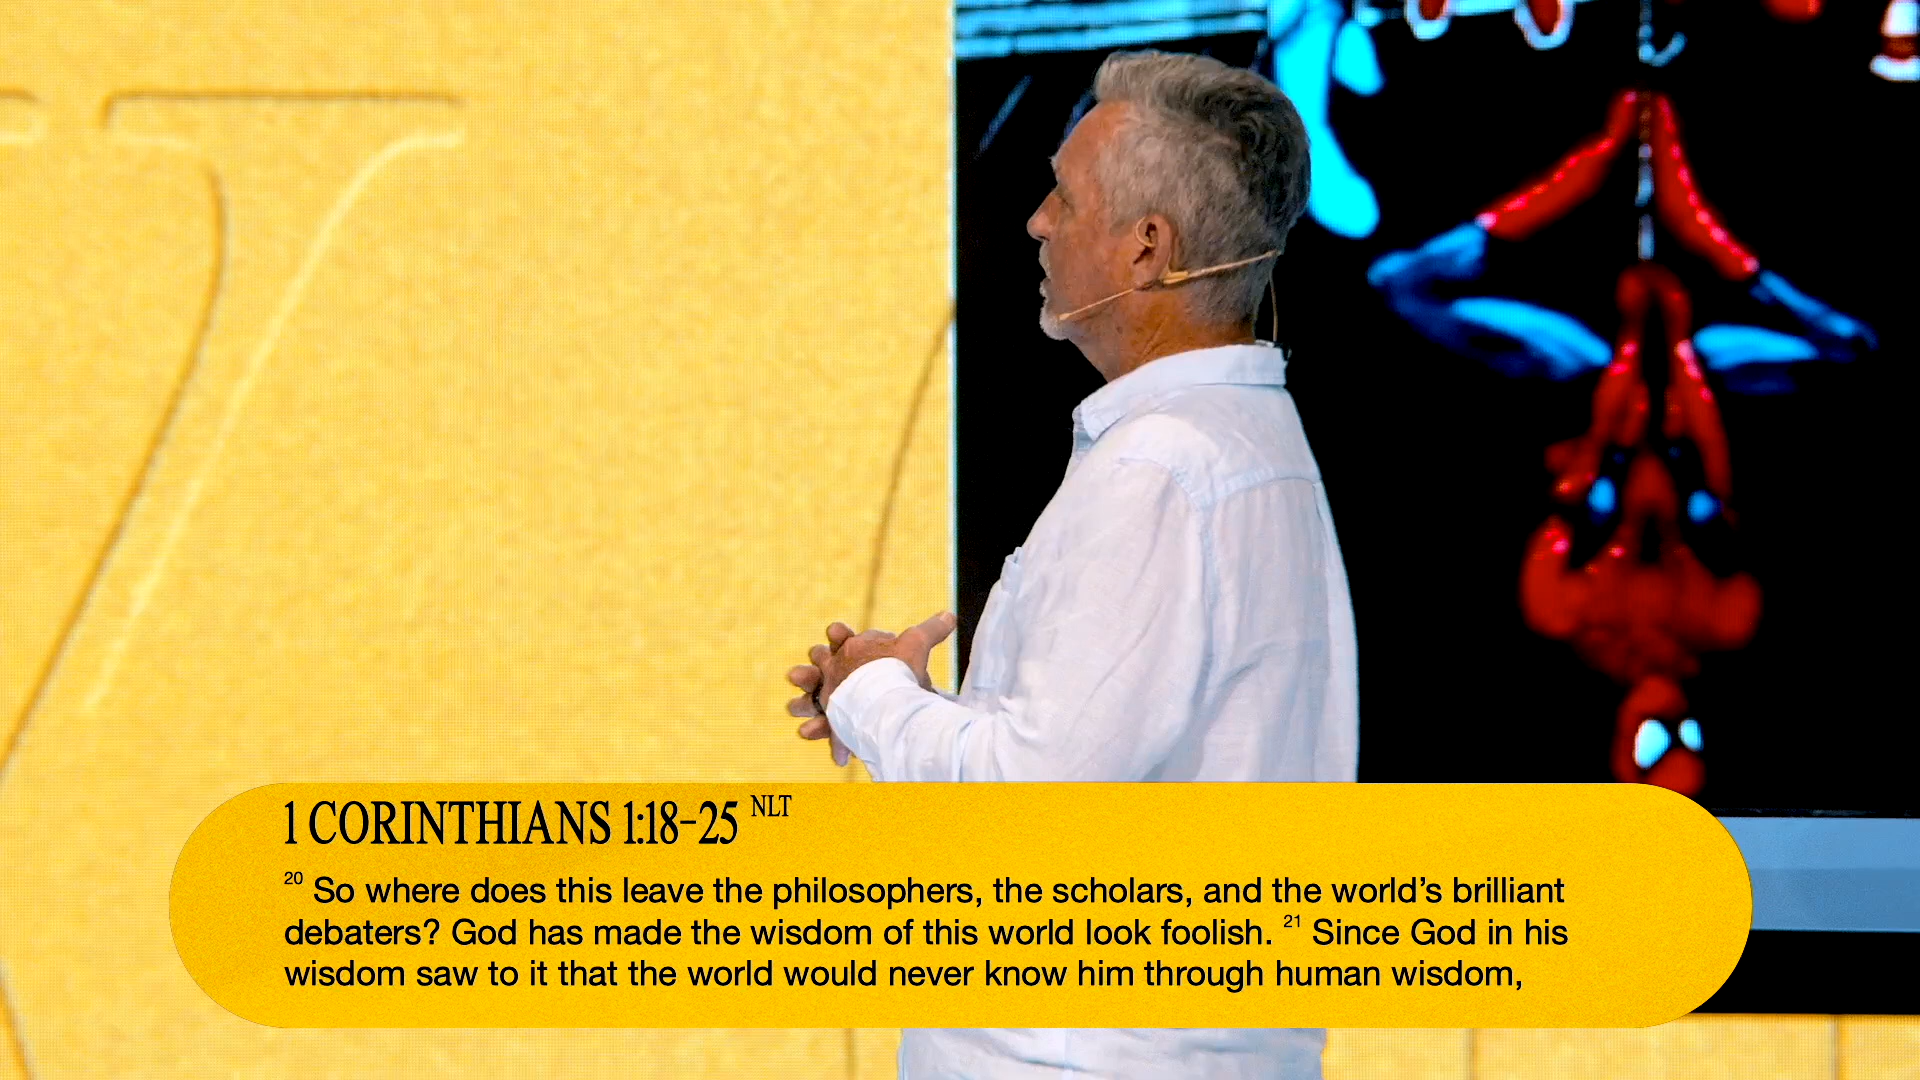 1 CORINTHIANS 1:18-25 NLT
20 So where does this leave the philosophers, the scholars, and the world’s brilliant
debaters? God has made the wisdom of this world look foolish. 21 Since God in his
wisdom saw to it that the world would never know him through human wisdom,